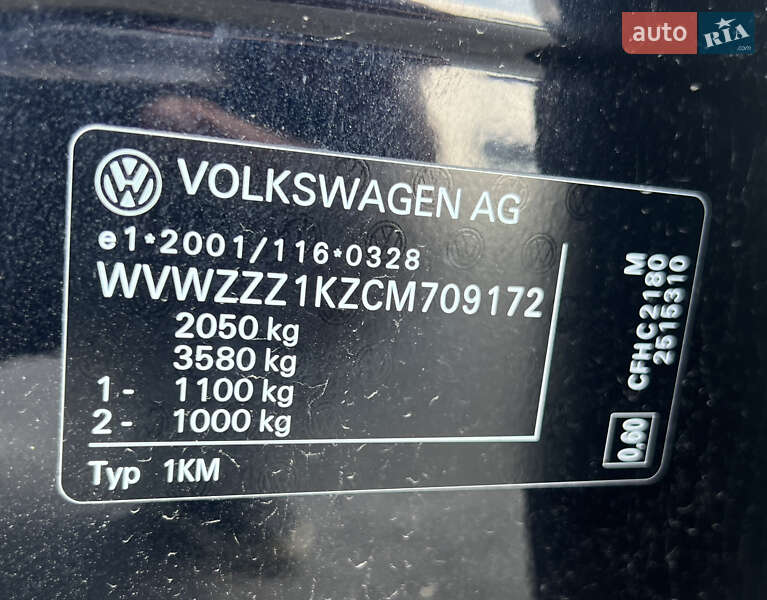 auto RIA.com
VOLKSWAGEN AG
e1*2001/116*0328
WVWZZZ1KZCM709172
2050 kg
3580 kg
1- 1100 kg
2- 1000 kg
Typ 1KM
M
CFHC2180
2515310
0.60